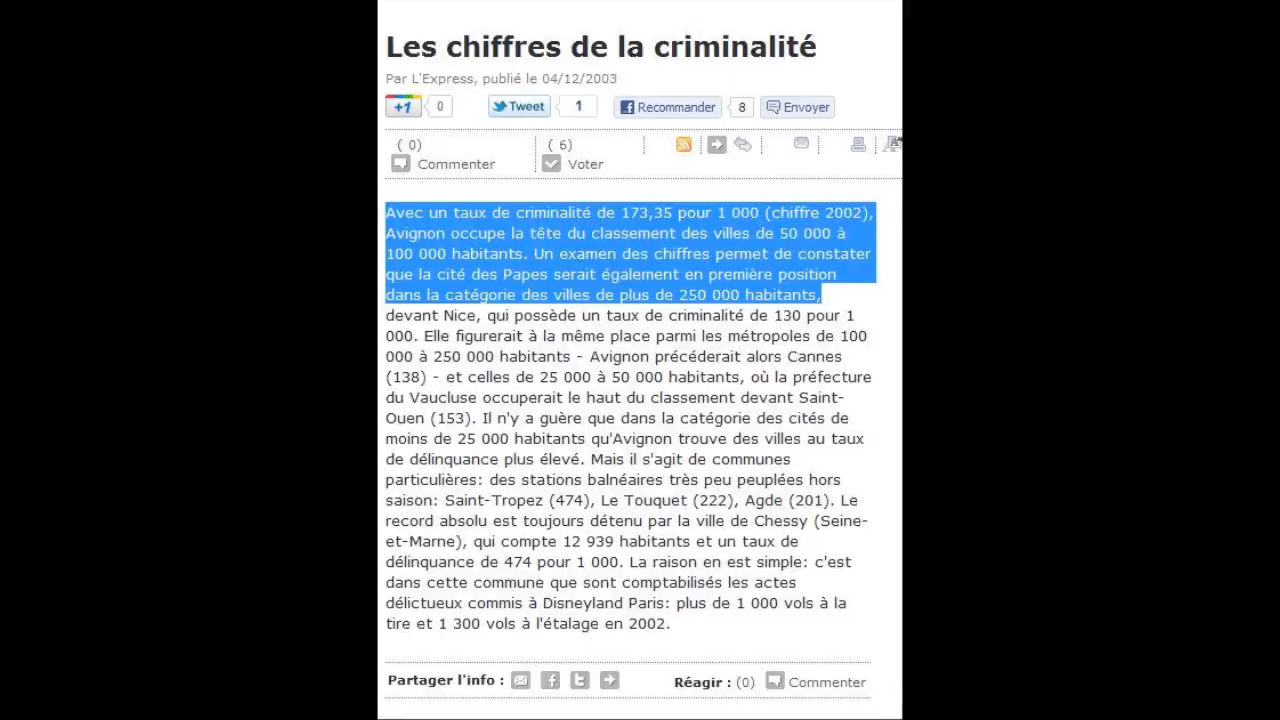 Les chiffres de la criminalité
Par L'Express, publié le 04/12/2003
+1 0 Tweet 1 Recommander 8 Envoyer
( 0) ( 6)
Commenter Voter
Avec un taux de criminalité de 173,35 pour 1 000 (chiffre 2002),
Avignon occupe la tête du classement des villes de 50 000 à
100 000 habitants. Un examen des chiffres permet de constater
que la cité des Papes serait également en première position
dans la catégorie des villes de plus de 250 000 habitants,
devant Nice, qui possède un taux de criminalité de 130 pour 1
000. Elle figurerait à la même place parmi les métropoles de 100
000 à 250 000 habitants - Avignon précéderait alors Cannes
(138) - et celles de 25 000 à 50 000 habitants, où la préfecture
du Vaucluse occuperait le haut du classement devant Saint-
Ouen (153). Il n'y a guère que dans la catégorie des cités de
moins de 25 000 habitants qu'Avignon trouve des villes au taux
de délinquance plus élevé. Mais il s'agit de communes
particulières: des stations balnéaires très peu peuplées hors
saison: Saint-Tropez (474), Le Touquet (222), Agde (201). Le
record absolu est toujours détenu par la ville de Chessy (Seine-
et-Marne), qui compte 12 939 habitants et un taux de
délinquance de 474 pour 1 000. La raison en est simple: c'est
dans cette commune que sont comptabilisés les actes
délictueux commis à Disneyland Paris: plus de 1 000 vols à la
tire et 1 300 vols à l'étalage en 2002.
Partager l'info : Réagir : (0) Commenter